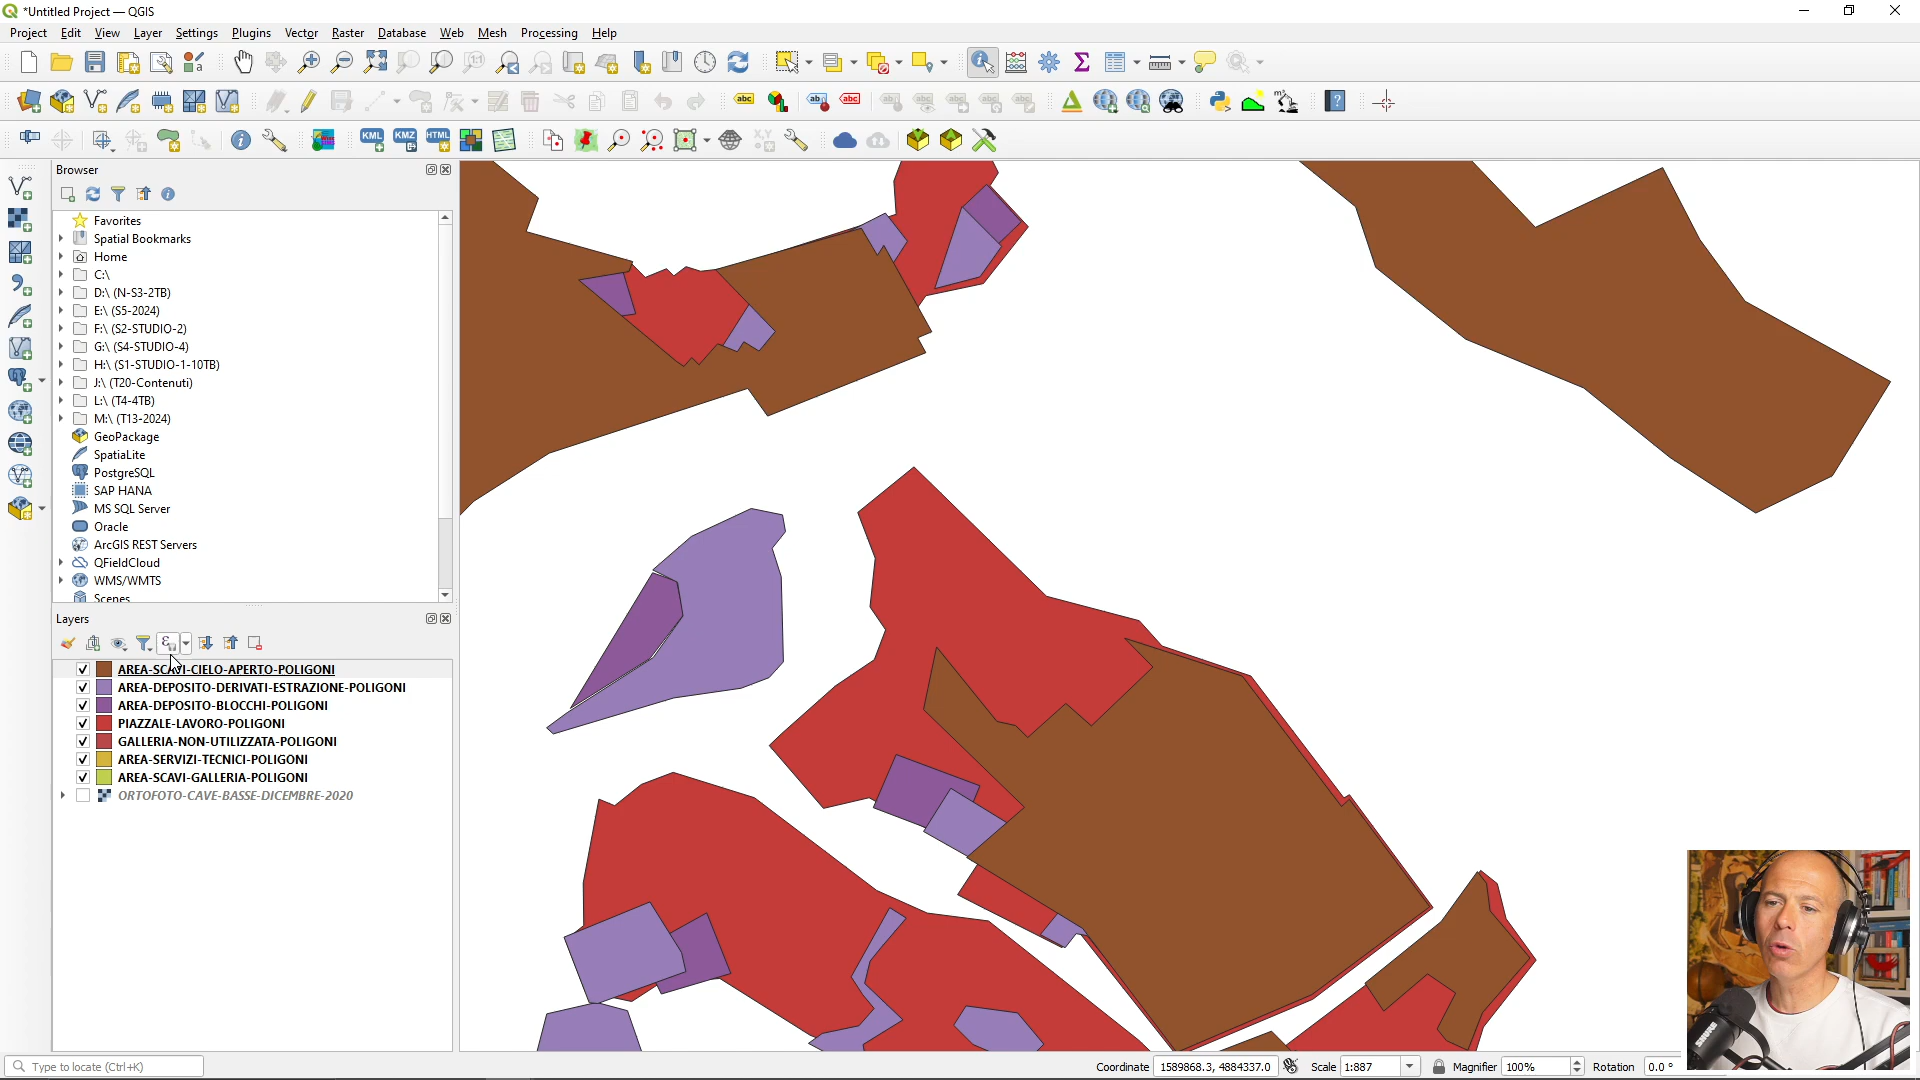 *Untitled Project — QGIS
Project Edit View Layer Settings Plugins Vector Raster Database Web Mesh Processing Help
Browser
Favorites
Spatial Bookmarks
Home
C:\
D:\ (N-S3-2TB)
E:\ (S5-2024)
F:\ (S2-STUDIO-2)
G:\ (S4-STUDIO-4)
H:\ (S1-STUDIO-1-10TB)
J:\ (T20-Contenuti)
L:\ (T4-4TB)
M:\ (T13-2024)
GeoPackage
SpatiaLite
PostgreSQL
SAP HANA
MS SQL Server
Oracle
ArcGIS REST Servers
QFieldCloud
WMS/WMTS
Scenes
Layers
AREA-SCAVI-CIELO-APERTO-POLIGONI
AREA-DEPOSITO-DERIVATI-ESTRAZIONE-POLIGONI
AREA-DEPOSITO-BLOCCHI-POLIGONI
PIAZZALE-LAVORO-POLIGONI
GALLERIA-NON-UTILIZZATA-POLIGONI
AREA-SERVIZI-TECNICI-POLIGONI
AREA-SCAVI-GALLERIA-POLIGONI
ORTOFOTO-CAVE-BASSE-DICEMBRE-2020
Type to locate (Ctrl+K)
Coordinate 1589868.3, 4884337.0 Scale 1:887 Magnifier 100% Rotation 0.0 °